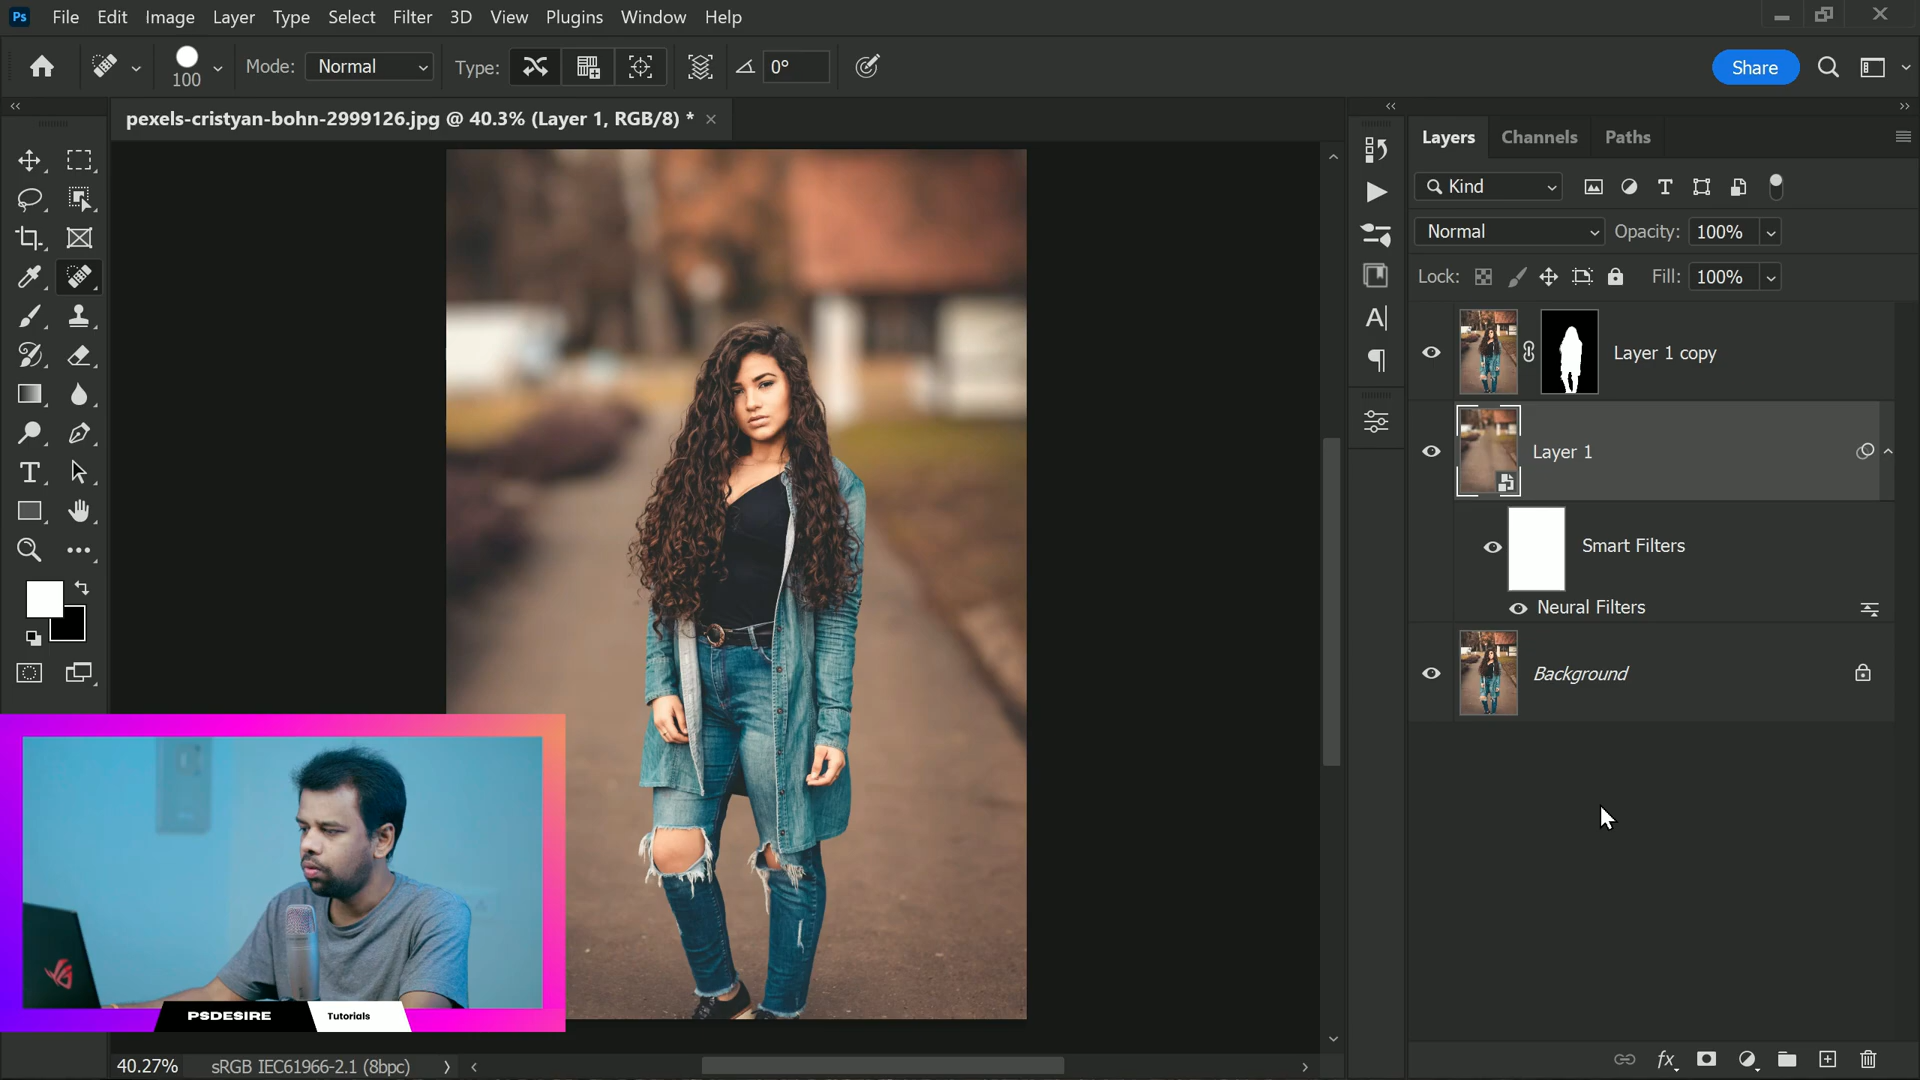 Ps File Edit Image Layer Type Select Filter 3D View Plugins Window Help
100 Mode: Normal Type: 0° Share
pexels-cristyan-bohn-2999126.jpg @ 40.3% (Layer 1, RGB/8) *
Layers Channels Paths
Kind
Normal Opacity: 100%
Lock: Fill: 100%
Layer 1 copy
Layer 1
Smart Filters
Neural Filters
Background
PSDESIRE Tutorials
40.27% sRGB IEC61966-2.1 (8bpc)
fx